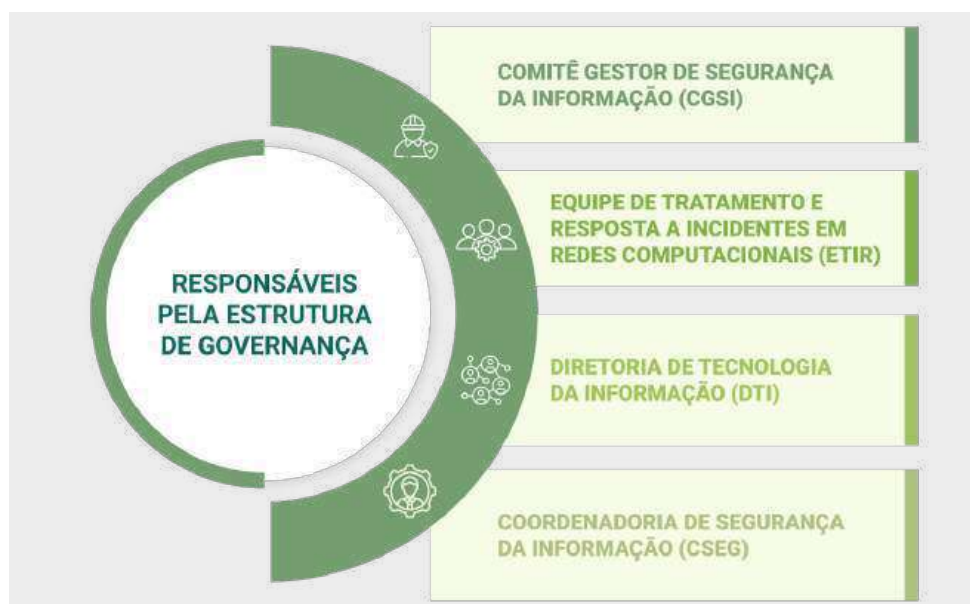 RESPONSÁVEIS
PELA ESTRUTURA
DE GOVERNANÇA
COMITÊ GESTOR DE SEGURANÇA
DA INFORMAÇÃO (CGSI)
EQUIPE DE TRATAMENTO E
RESPOSTA A INCIDENTES EM
REDES COMPUTACIONAIS (ETIR)
DIRETORIA DE TECNOLOGIA
DA INFORMAÇÃO (DTI)
COORDENADORIA DE SEGURANÇA
DA INFORMAÇÃO (CSEG)